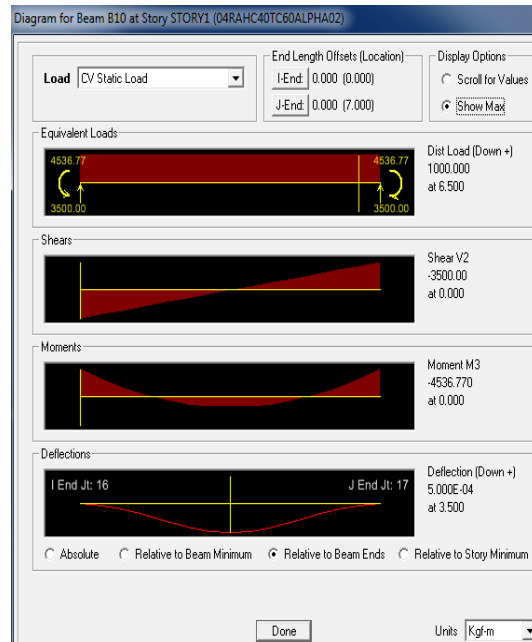 Diagram for Beam B10 at Story STORY1 (04RAHC40TC60ALPHA02)
Load CV Static Load
End Length Offsets (Location)
I-End: 0.000 (0.000)
J-End: 0.000 (7.000)
Display Options
Scroll for Values
Show Max
Equivalent Loads
4536.77 4536.77
3500.00 3500.00
Dist Load (Down +)
1000.000
at 6.500
Shears
Shear V2
-3500.00
at 0.000
Moments
Moment M3
-4536.770
at 0.000
Deflections
I End Jt: 16 J End Jt: 17
Deflection (Down +)
5.000E-04
at 3.500
Absolute Relative to Beam Minimum Relative to Beam Ends Relative to Story Minimum
Done Units Kgf-m